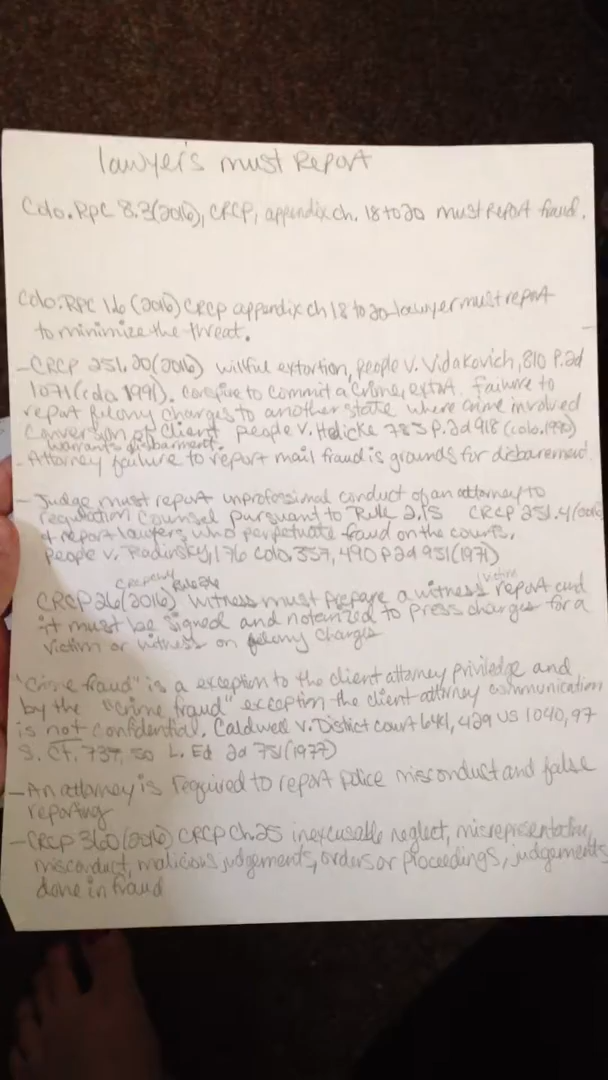 lawyer's must Report
Colo.RPC 8.3(2016), CRCP, appendix ch. 18 to 20 must report fraud.
Colo.RPC 1.6 (2016) CRCP appendix ch 18 to 20 lawyer must report
to minimize the threat.
- CRCP 251.20(2016) willful extortion, people v. Vidakovich, 810 P.2d
1071 (colo. 1991). conspire to commit a crime, extort. failure to
report felony charges to another state where crime involved
conversion of client people v. 783 P.2d 918 (colo.
warrants disbarment.
- Attorney failure to report mail fraud is grounds for disbarement.
- Judge must report unprofessional conduct of an attorney to
regulation Counsel pursuant to Rule 2.15 CRCP 251.4
report lawyers who perpetuate fraud on the courts.
people v. Radinsky, 176 Colo. 357, 490 P.2d 951 (1971)
CRCP 26 (2016) witness must prepare a witness victim report and
it must be signed and notarized to press charges for a
victim or witness on felony charges
"Crime fraud" is a exception to the client attorney priviledge and
by the "crime fraud" exception the client attorney communication
is not confidential. Caldwell v. District court 641, 429 US 1040, 97
S. Ct. 737, 50 L. Ed 2d 751 (1977)
- An attorney is required to report police misconduct and false
reporting
- CRCP 360 (2016) CRCP Ch 25 inexcusable neglect, misrepresentation,
misconduct, malicious judgements, orders or proceedings, judgements
done in fraud